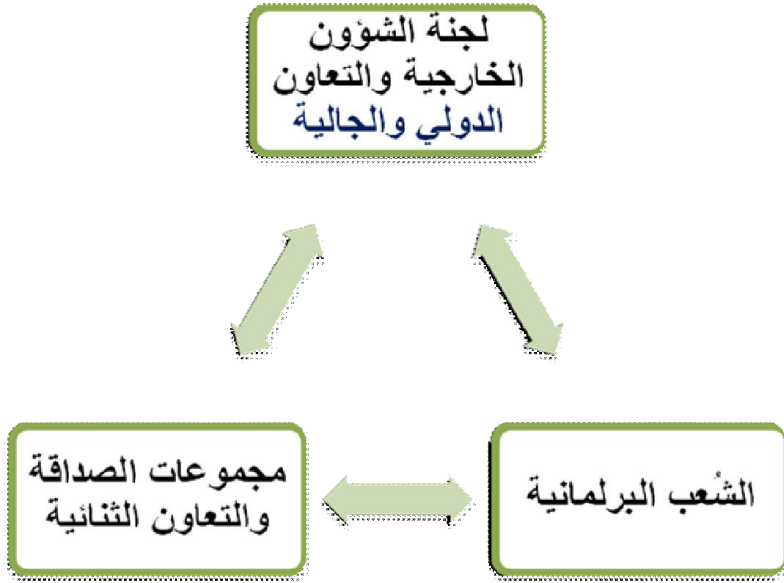 لجنة الشؤون
الخارجية والتعاون
الدولي والجالية
الشُعب البرلمانية
مجموعات الصداقة
والتعاون الثنائية